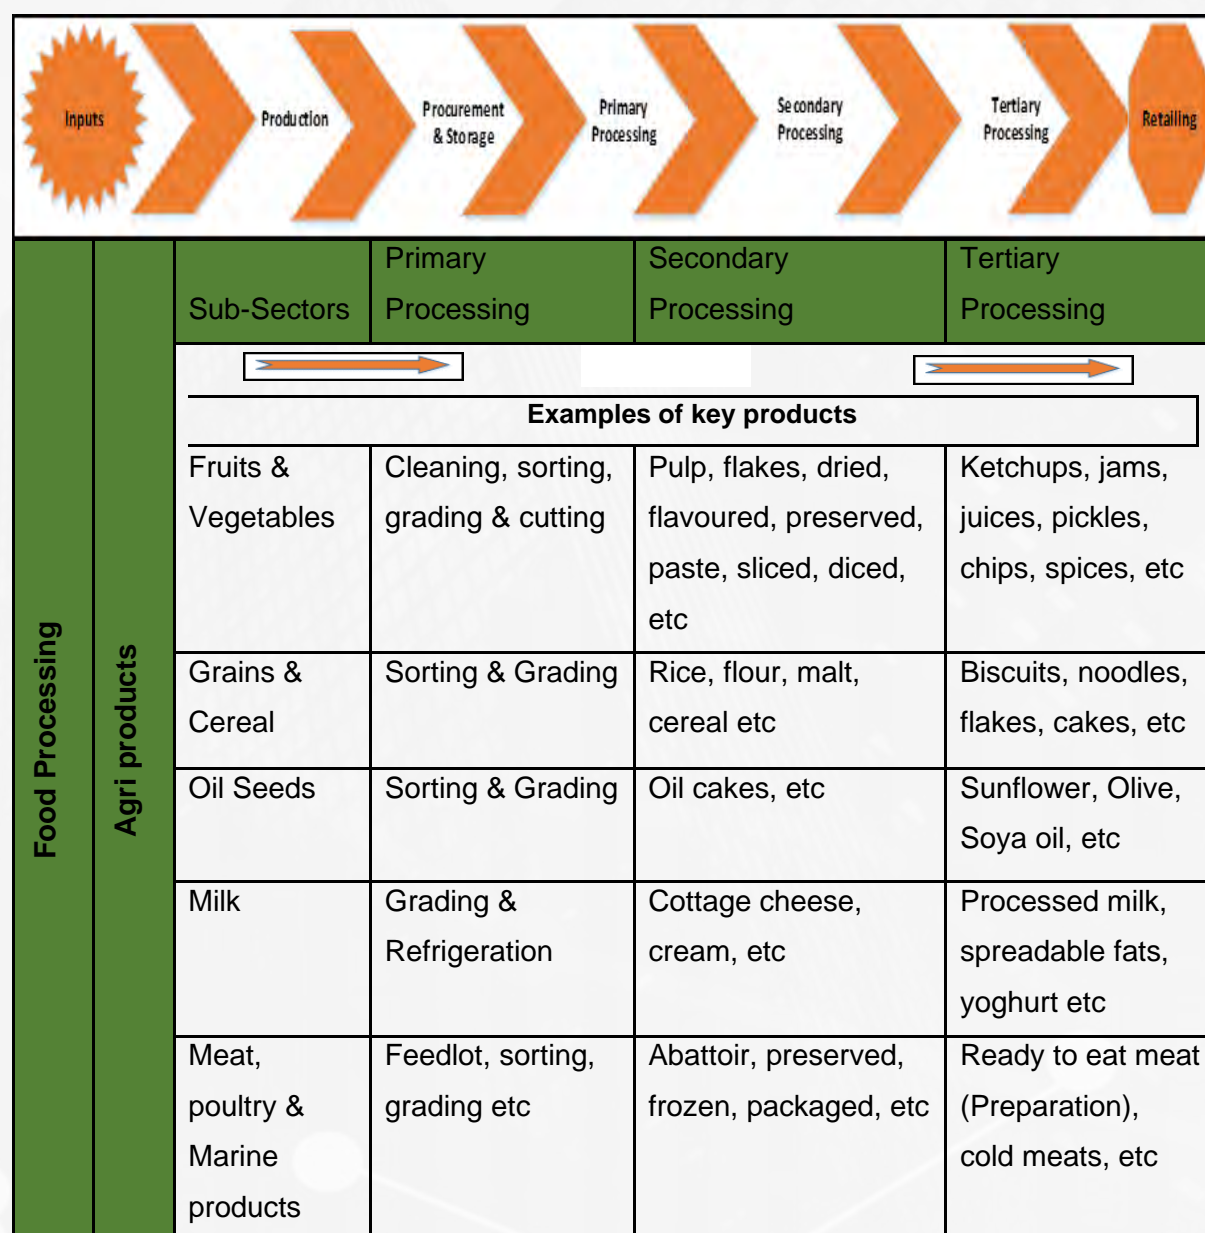 Inputs
Production
Procurement
& Storage
Primary
Processing
Secondary
Processing
Tertiary
Processing
Retailing
Food Processing
Agri products
Sub-Sectors
Primary
Processing
Secondary
Processing
Tertiary
Processing
Examples of key products
Fruits &
Vegetables
Cleaning, sorting,
grading & cutting
Pulp, flakes, dried,
flavoured, preserved,
paste, sliced, diced,
etc
Ketchups, jams,
juices, pickles,
chips, spices, etc
Grains &
Cereal
Sorting & Grading
Rice, flour, malt,
cereal etc
Biscuits, noodles,
flakes, cakes, etc
Oil Seeds
Sorting & Grading
Oil cakes, etc
Sunflower, Olive,
Soya oil, etc
Milk
Grading &
Refrigeration
Cottage cheese,
cream, etc
Processed milk,
spreadable fats,
yoghurt etc
Meat,
poultry &
Marine
products
Feedlot, sorting,
grading etc
Abattoir, preserved,
frozen, packaged, etc
Ready to eat meat
(Preparation),
cold meats, etc